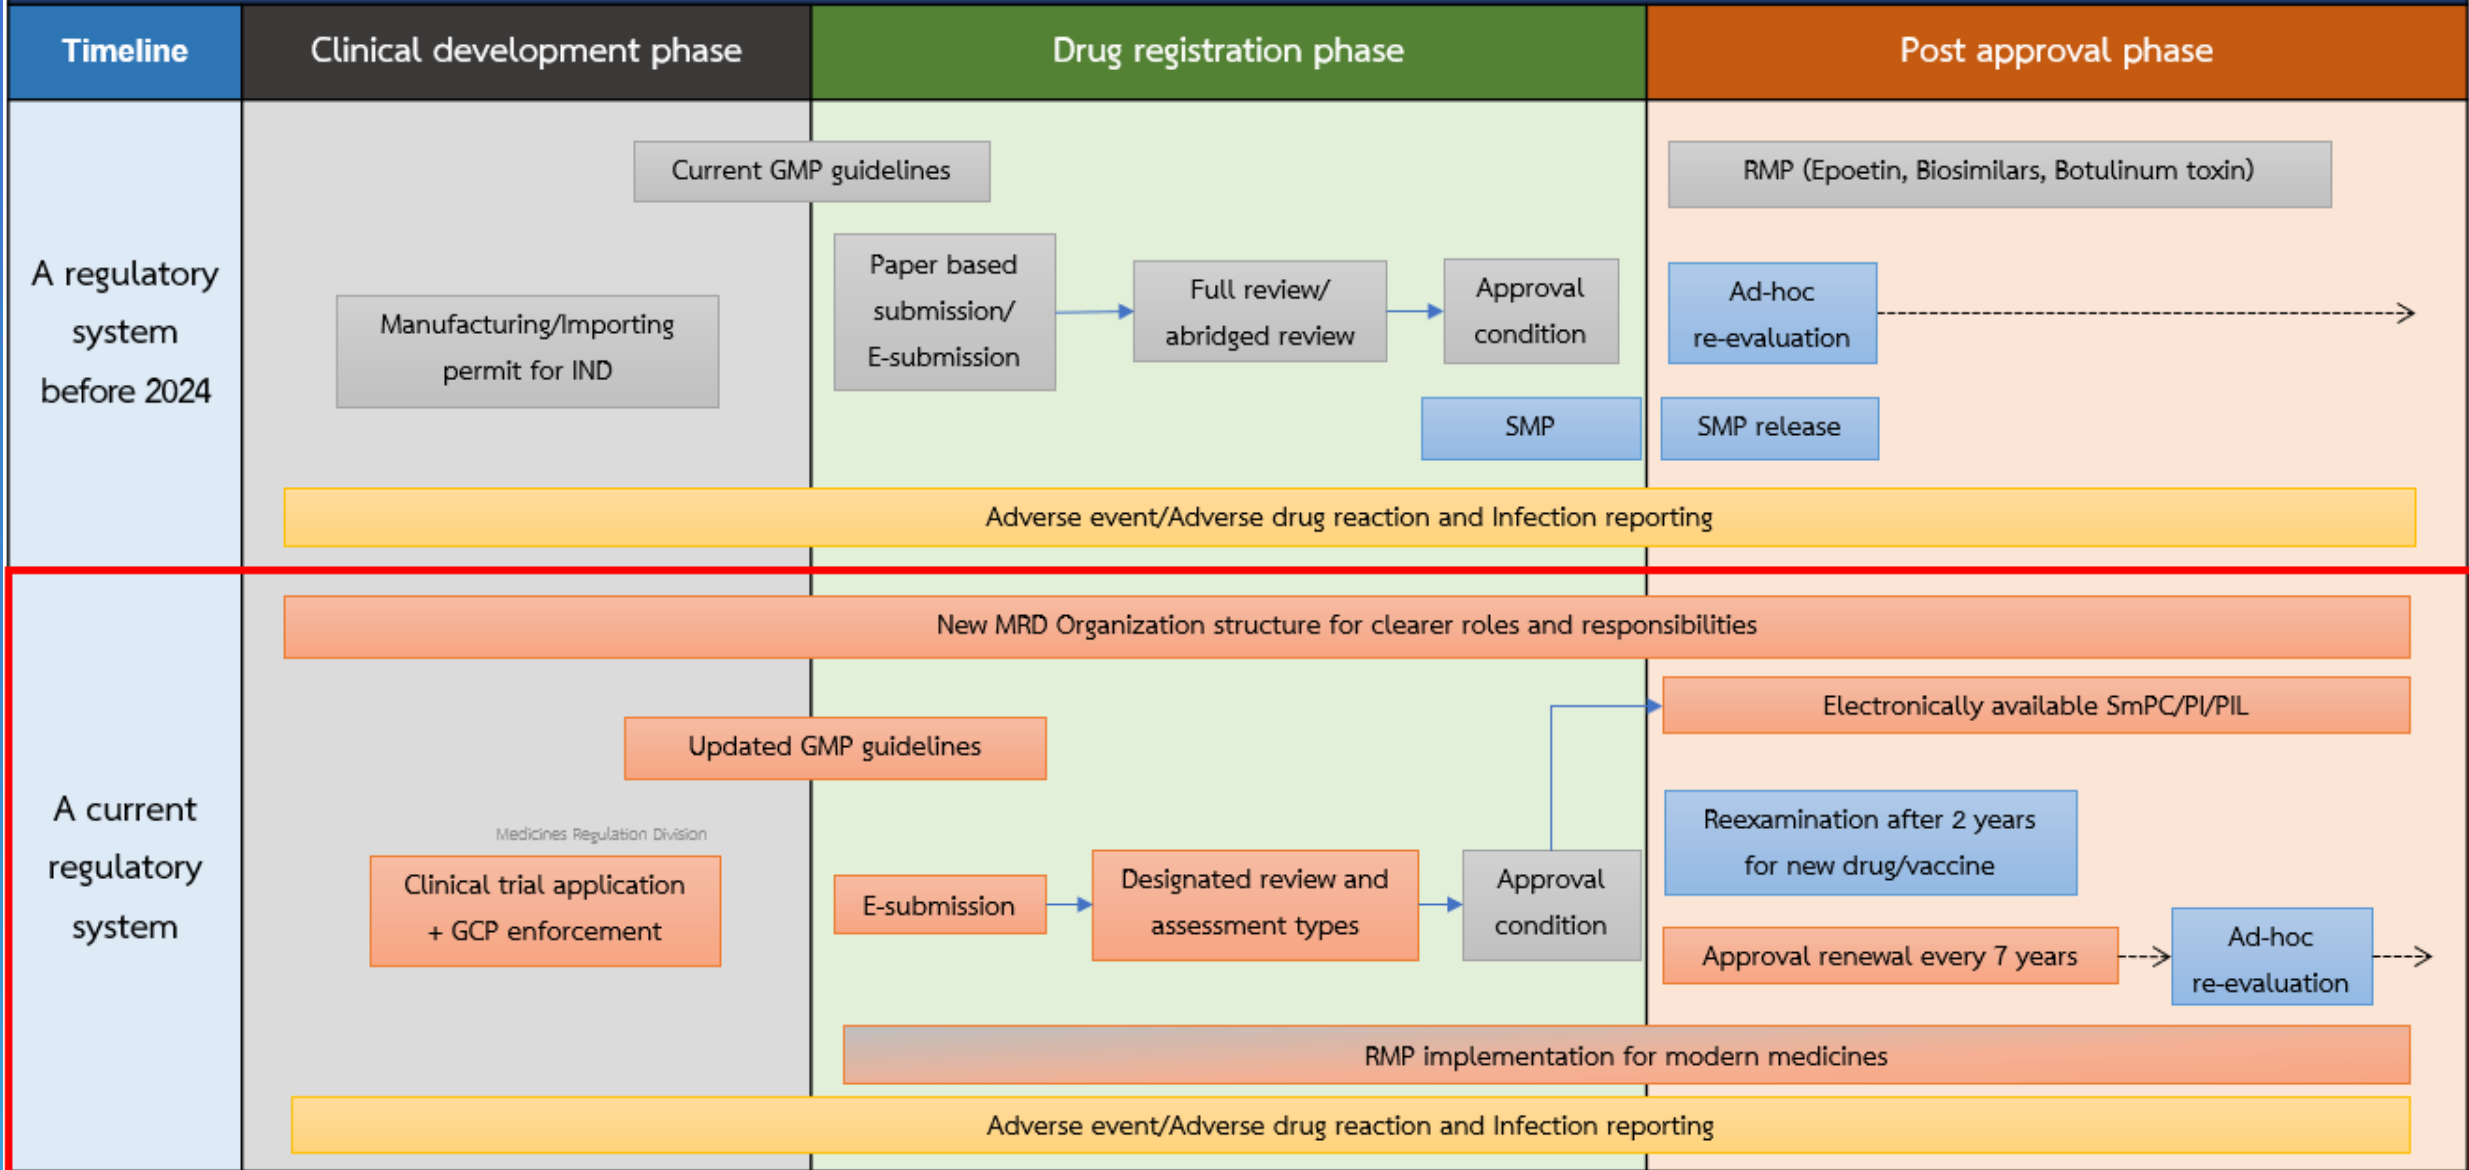 Timeline
Clinical development phase
Drug registration phase
Post approval phase
A regulatory
system
before 2024
Current GMP guidelines
RMP (Epoetin, Biosimilars, Botulinum toxin)
Manufacturing/Importing
permit for IND
Paper based
submission/
E-submission
Full review/
abridged review
Approval
condition
Ad-hoc
re-evaluation
SMP
SMP release
Adverse event/Adverse drug reaction and Infection reporting
A current
regulatory
system
New MRD Organization structure for clearer roles and responsibilities
Electronically available SmPC/PI/PIL
Updated GMP guidelines
Medicines Regulation Division
Clinical trial application
+ GCP enforcement
E-submission
Designated review and
assessment types
Approval
condition
Reexamination after 2 years
for new drug/vaccine
Approval renewal every 7 years
Ad-hoc
re-evaluation
RMP implementation for modern medicines
Adverse event/Adverse drug reaction and Infection reporting